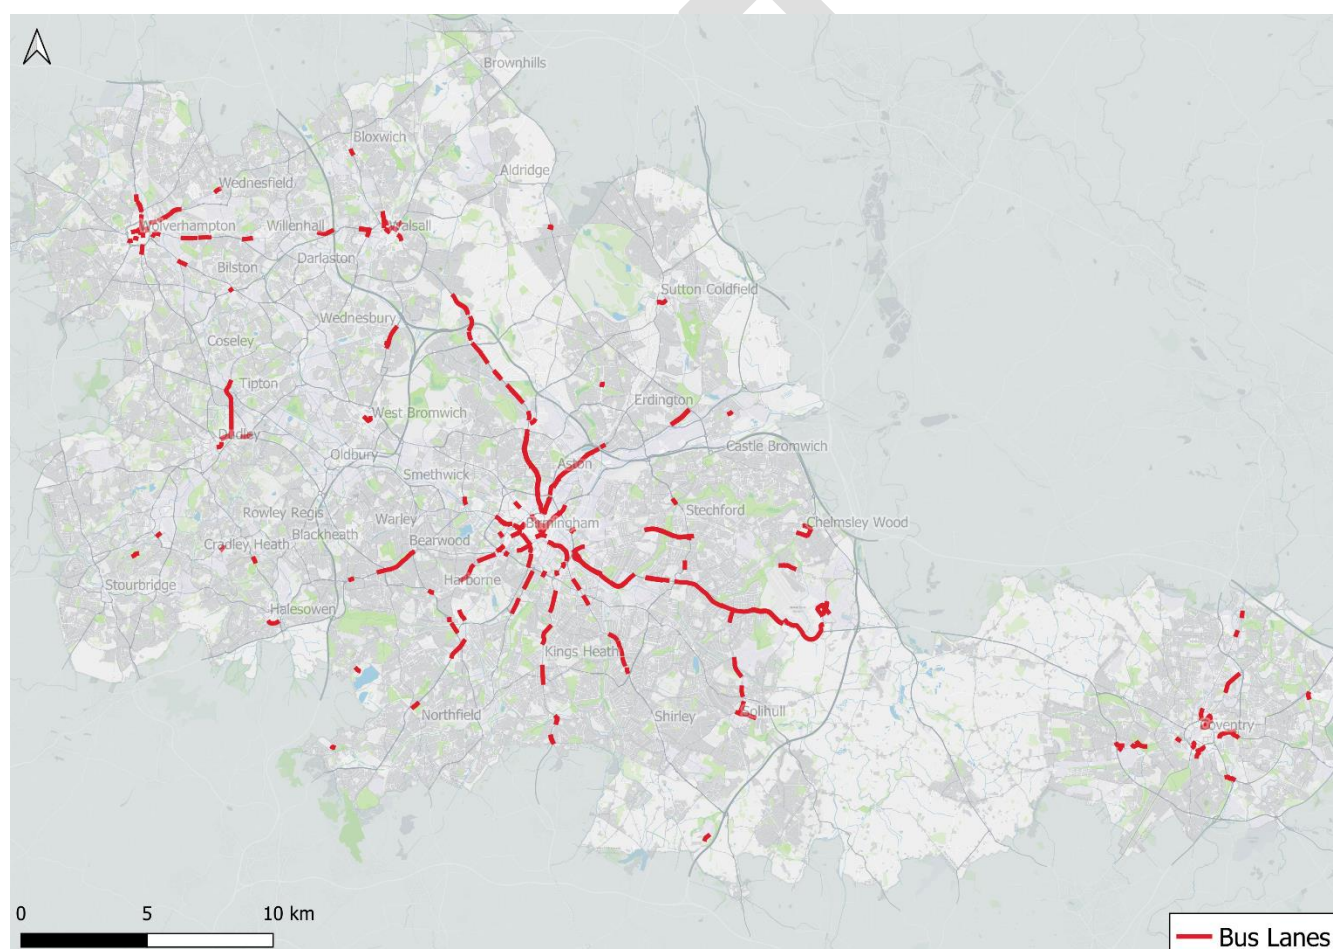 Brownhills
Bloxwich
Aldridge
Wednesfield
Wolverhampton
Willenhall
Walsall
Bilston
Darlaston
Sutton Coldfield
Wednesbury
Coseley
Tipton
West Bromwich
Erdington
Dudley
Oldbury
Castle Bromwich
Smethwick
Aston
Rowley Regis
Warley
Birmingham
Stechford
Chelmsley Wood
Cradley Heath
Blackheath
Bearwood
Stourbridge
Harborne
Halesowen
Kings Heath
Northfield
Shirley
Solihull
Coventry
0 5 10 km
Bus Lanes